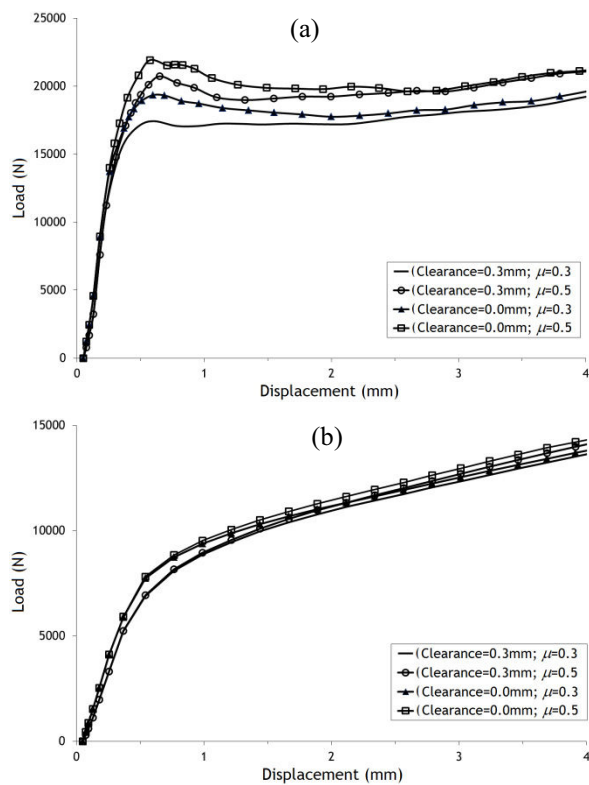 (a)
25000
20000
15000
10000
5000
0
Load (N)
0 1 2 3 4
Displacement (mm)
(Clearance=0.3mm; μ=0.3
(Clearance=0.3mm; μ=0.5
(Clearance=0.0mm; μ=0.3
(Clearance=0.0mm; μ=0.5
(b)
15000
10000
5000
0
Load (N)
0 1 2 3 4
Displacement (mm)
(Clearance=0.3mm; μ=0.3
(Clearance=0.3mm; μ=0.5
(Clearance=0.0mm; μ=0.3
(Clearance=0.0mm; μ=0.5